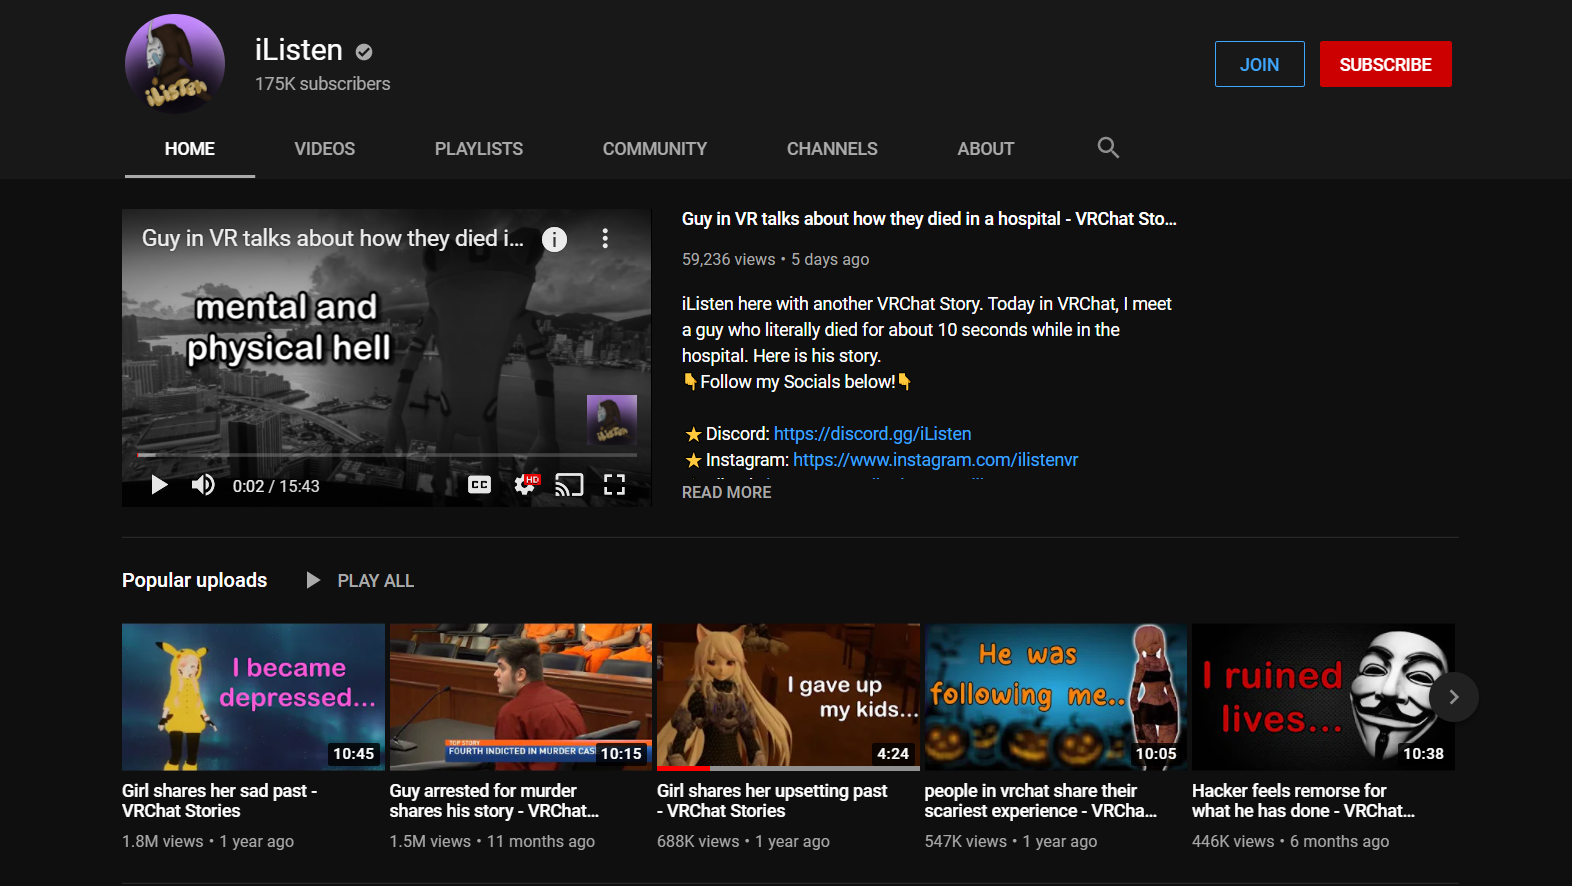 iListen
175K subscribers
JOIN
SUBSCRIBE
iListen
HOME
VIDEOS
PLAYLISTS
COMMUNITY
CHANNELS
ABOUT
Guy in VR talks about how they died i...
i
mental and
physical hell
iListen
0:02 / 15:43
CC
HD
Guy in VR talks about how they died in a hospital - VRChat Sto...
59,236 views • 5 days ago
iListen here with another VRChat Story. Today in VRChat, I meet
a guy who literally died for about 10 seconds while in the
hospital. Here is his story.
👇Follow my Socials below!👇
⭐ Discord: https://discord.gg/iListen
⭐ Instagram: https://www.instagram.com/ilistenvr
READ MORE
Popular uploads
PLAY ALL
I became
depressed...
10:45
Girl shares her sad past -
VRChat Stories
1.8M views • 1 year ago
TOP STORY
FOURTH INDICTED IN MURDER CAS
10:15
Guy arrested for murder
shares his story - VRChat...
1.5M views • 11 months ago
I gave up
my kids...
4:24
Girl shares her upsetting past
- VRChat Stories
688K views • 1 year ago
He was
following me..
10:05
people in vrchat share their
scariest experience - VRCha...
547K views • 1 year ago
I ruined
lives...
10:38
Hacker feels remorse for
what he has done - VRChat...
446K views • 6 months ago